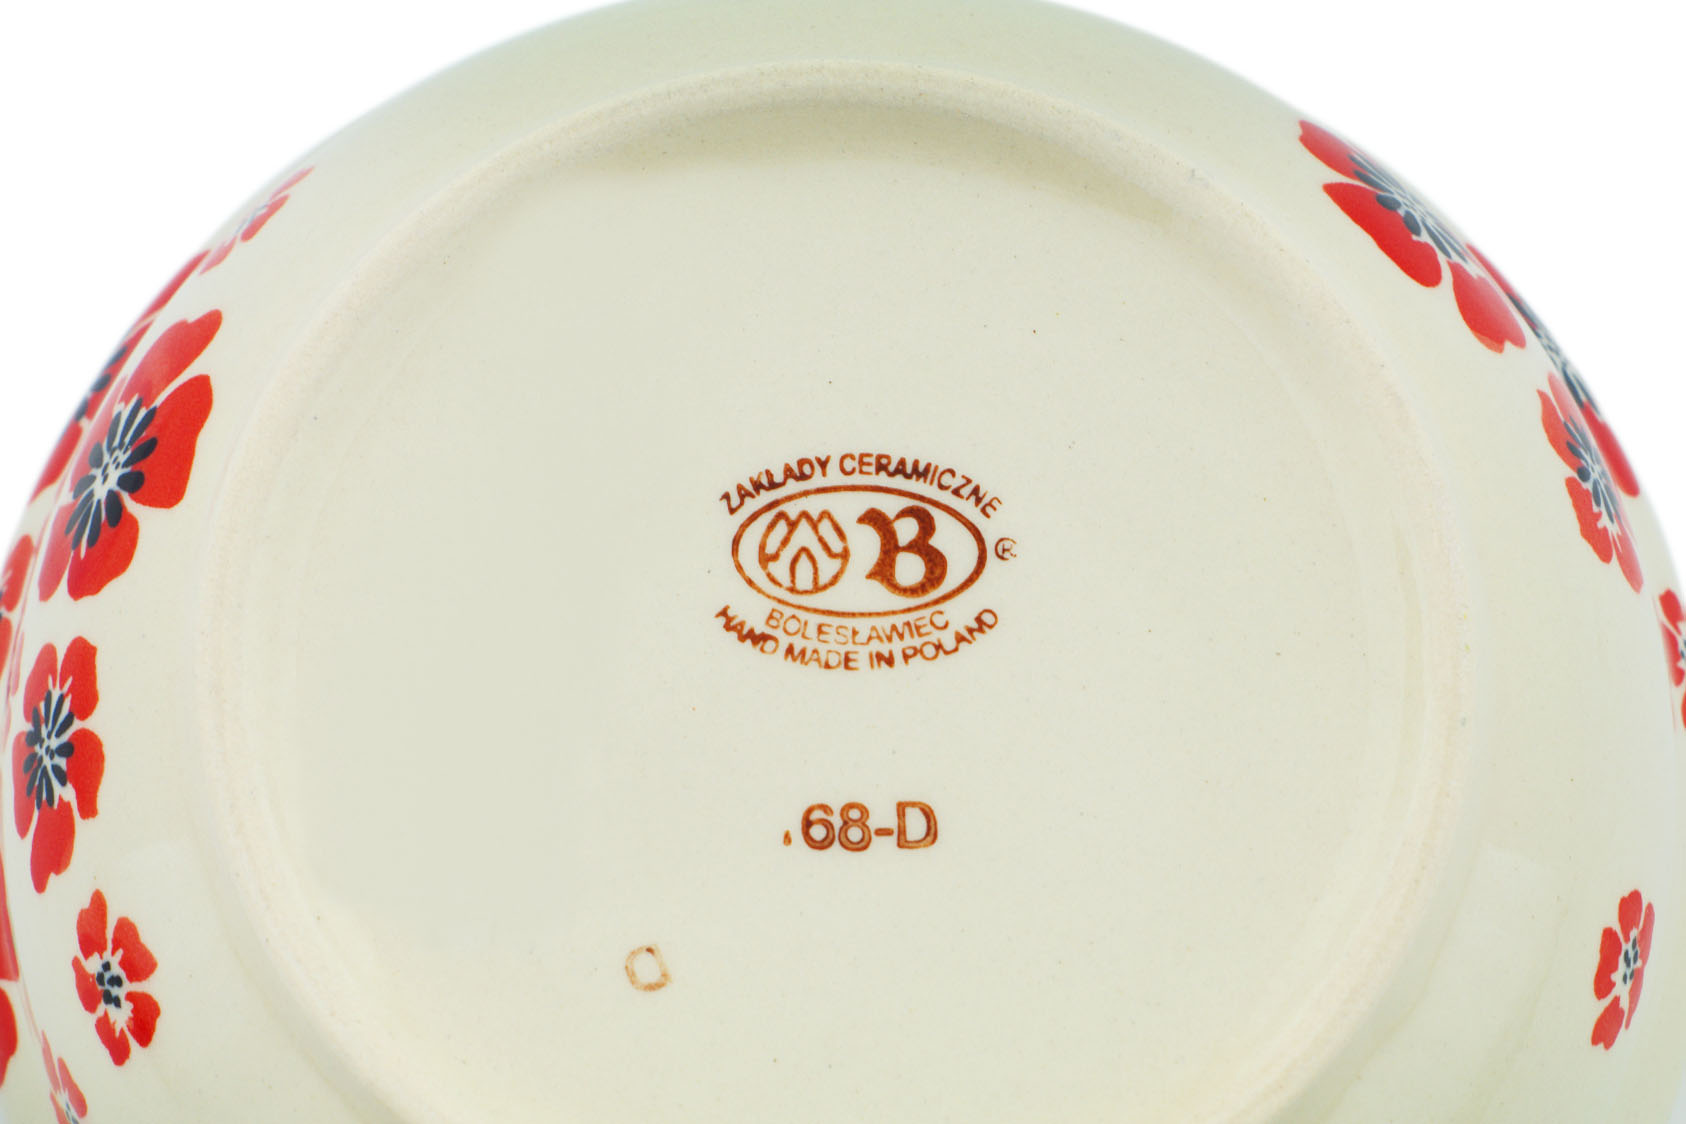 ZAKŁADY CERAMICZNE
B ®
BOLESŁAWIEC
HAND MADE IN POLAND
.68-D